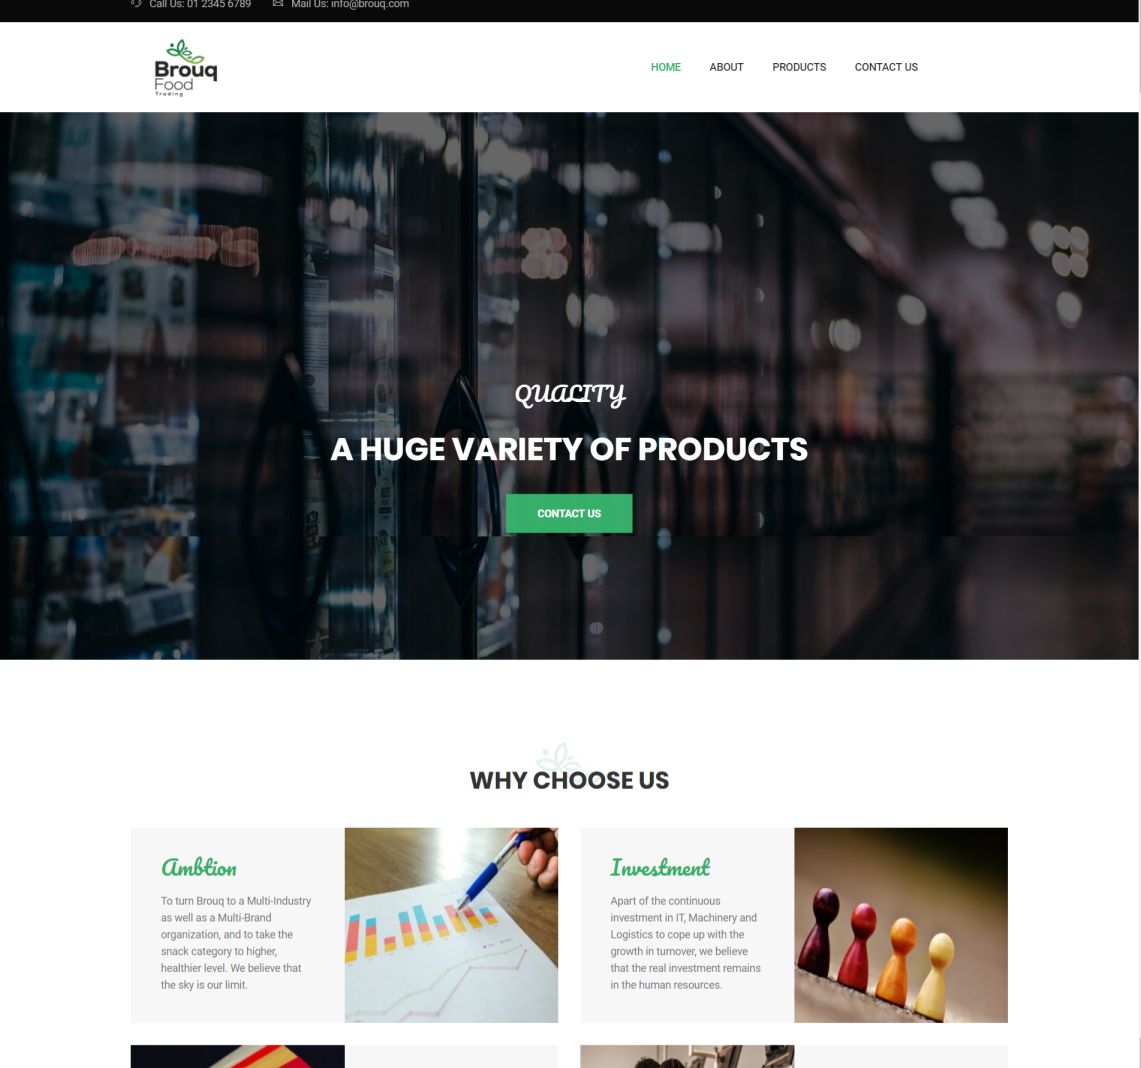 Call Us: 01 2345 6789 Mail Us: info@brouq.com
Brouq
Food
Trading
HOME ABOUT PRODUCTS CONTACT US
QUALITY
A HUGE VARIETY OF PRODUCTS
CONTACT US
WHY CHOOSE US
Ambtion
To turn Brouq to a Multi-Industry
as well as a Multi-Brand
organization, and to take the
snack category to higher,
healthier level. We believe that
the sky is our limit.
Investment
Apart of the continuous
investment in IT, Machinery and
Logistics to cope up with the
growth in turnover, we believe
that the real investment remains
in the human resources.